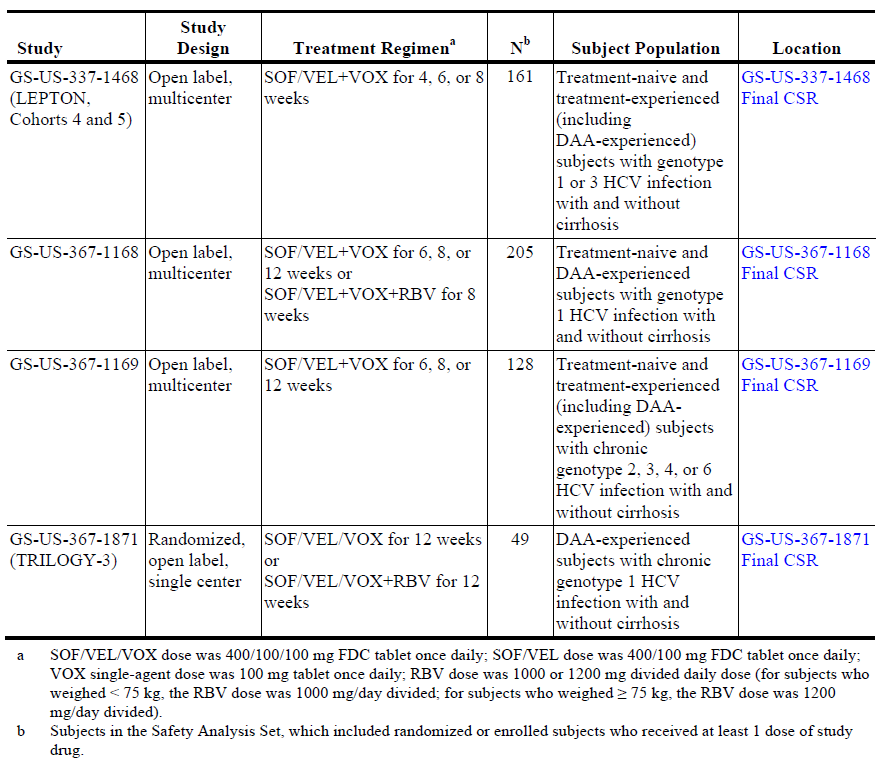 Study
Study Design
Treatment Regimenᵃ
Nᵇ
Subject Population
Location
GS-US-337-1468
(LEPTON,
Cohorts 4 and 5)
Open label,
multicenter
SOF/VEL+VOX for 4, 6, or 8
weeks
161
Treatment-naive and
treatment-experienced
(including
DAA-experienced)
subjects with genotype
1 or 3 HCV infection
with and without
cirrhosis
GS-US-337-1468
Final CSR
GS-US-367-1168
Open label,
multicenter
SOF/VEL+VOX for 6, 8, or
12 weeks or
SOF/VEL+VOX+RBV for 8
weeks
205
Treatment-naive and
DAA-experienced
subjects with genotype
1 HCV infection with
and without cirrhosis
GS-US-367-1168
Final CSR
GS-US-367-1169
Open label,
multicenter
SOF/VEL+VOX for 6, 8, or
12 weeks
128
Treatment-naive and
treatment-experienced
(including DAA-
experienced) subjects
with chronic
genotype 2, 3, 4, or 6
HCV infection with and
without cirrhosis
GS-US-367-1169
Final CSR
GS-US-367-1871
(TRILOGY-3)
Randomized,
open label,
single center
SOF/VEL/VOX for 12 weeks
or
SOF/VEL/VOX+RBV for 12
weeks
49
DAA-experienced
subjects with chronic
genotype 1 HCV
infection with and
without cirrhosis
GS-US-367-1871
Final CSR
a SOF/VEL/VOX dose was 400/100/100 mg FDC tablet once daily; SOF/VEL dose was 400/100 mg FDC tablet once daily;
VOX single-agent dose was 100 mg tablet once daily; RBV dose was 1000 or 1200 mg divided daily dose (for subjects who
weighed < 75 kg, the RBV dose was 1000 mg/day divided; for subjects who weighed ≥ 75 kg, the RBV dose was 1200
mg/day divided).
b Subjects in the Safety Analysis Set, which included randomized or enrolled subjects who received at least 1 dose of study
drug.